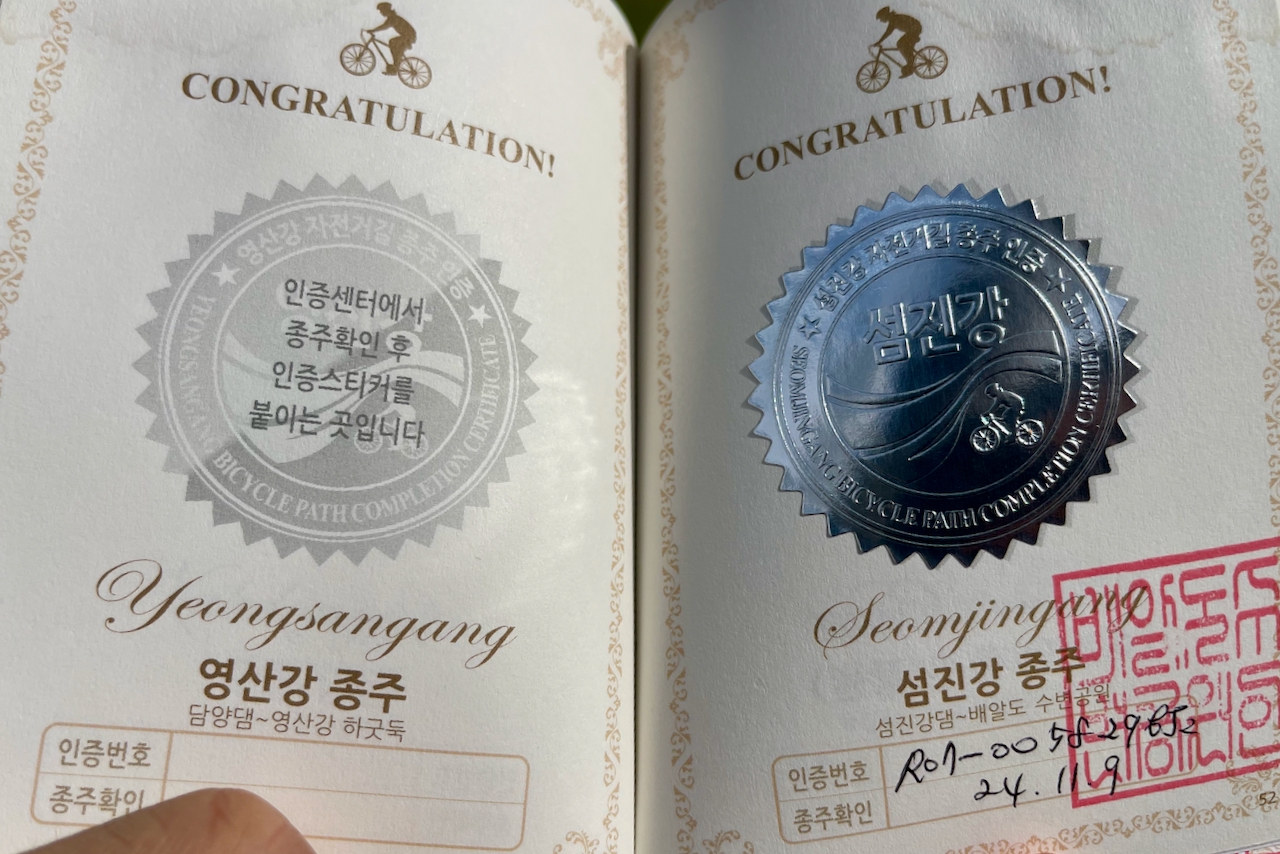 CONGRATULATION!
영산강 자전거길 종주 인증
인증센터에서
종주확인 후
인증스티커를
붙이는 곳입니다
YEONGSANGANG BICYCLE PATH COMPLETION CERTIFICATE
Yeongsangang
영산강 종주
담양댐~영산강 하굿둑
인증번호
종주확인
CONGRATULATION!
섬진강 자전거길 종주 인증
섬진강
SEOMJINGANG BICYCLE PATH COMPLETION CERTIFICATE
Seomjingang
섬진강 종주
섬진강댐~배알도 수변공원
인증번호 R07-005829
종주확인 24.11.9
52